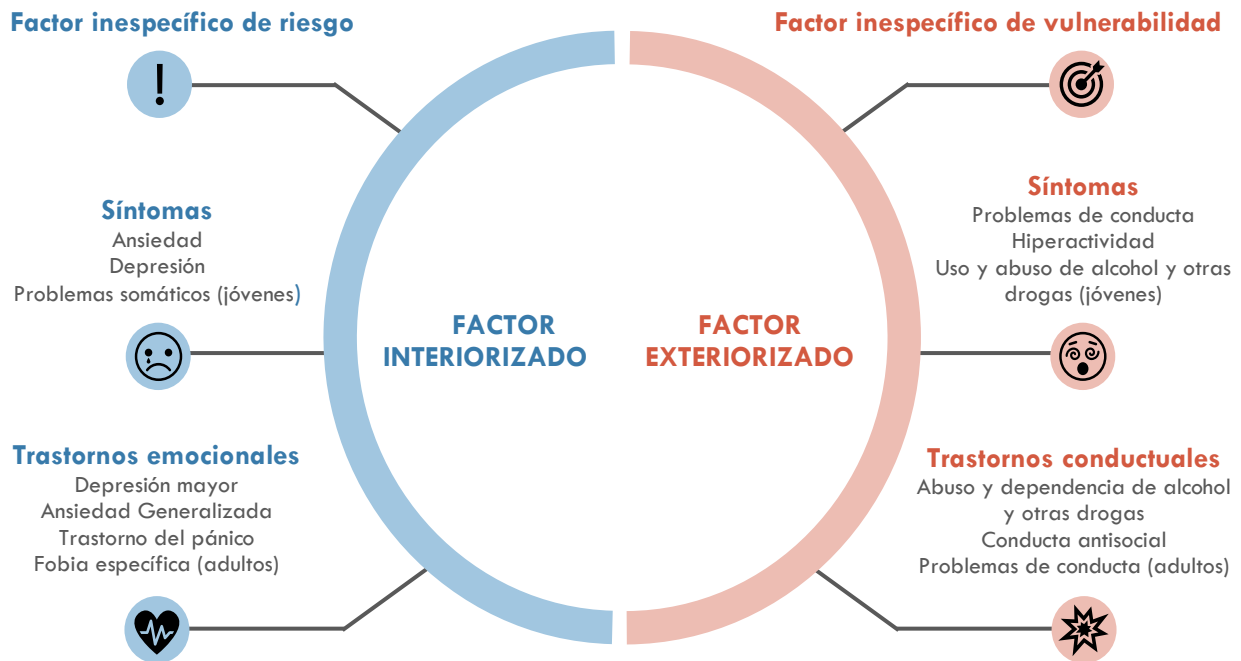 Factor inespecífico de riesgo
Síntomas
Ansiedad
Depresión
Problemas somáticos (jóvenes)
Trastornos emocionales
Depresión mayor
Ansiedad Generalizada
Trastorno del pánico
Fobia específica (adultos)
FACTOR
INTERIORIZADO
FACTOR
EXTERIORIZADO
Factor inespecífico de vulnerabilidad
Síntomas
Problemas de conducta
Hiperactividad
Uso y abuso de alcohol y otras
drogas (jóvenes)
Trastornos conductuales
Abuso y dependencia de alcohol
y otras drogas
Conducta antisocial
Problemas de conducta (adultos)